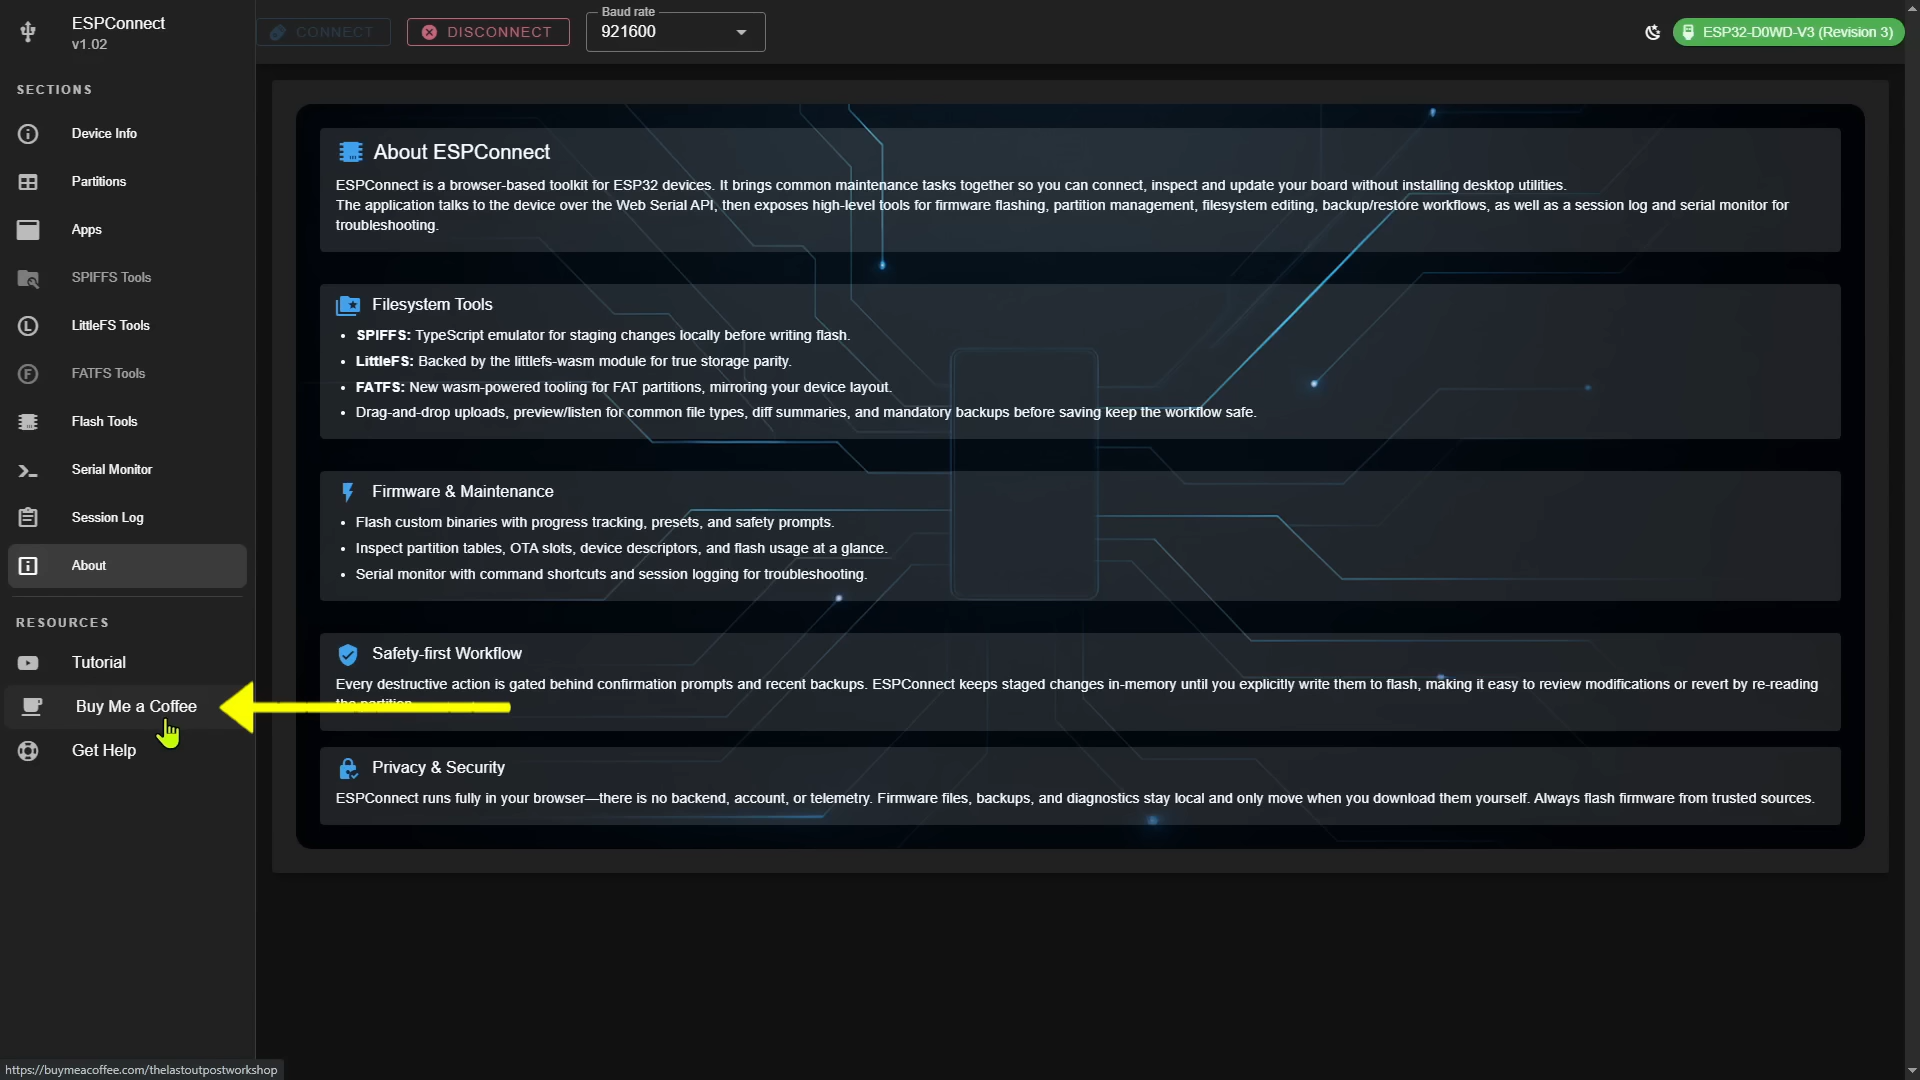 ESPConnect
v1.02
CONNECT
DISCONNECT
Baud rate
921600
ESP32-D0WD-V3 (Revision 3)
SECTIONS
Device Info
Partitions
Apps
SPIFFS Tools
LittleFS Tools
FATFS Tools
Flash Tools
Serial Monitor
Session Log
About
RESOURCES
Tutorial
Buy Me a Coffee
Get Help
About ESPConnect
ESPConnect is a browser-based toolkit for ESP32 devices. It brings common maintenance tasks together so you can connect, inspect and update your board without installing desktop utilities.
The application talks to the device over the Web Serial API, then exposes high-level tools for firmware flashing, partition management, filesystem editing, backup/restore workflows, as well as a session log and serial monitor for
troubleshooting.
Filesystem Tools
• SPIFFS: TypeScript emulator for staging changes locally before writing flash.
• LittleFS: Backed by the littlefs-wasm module for true storage parity.
• FATFS: New wasm-powered tooling for FAT partitions, mirroring your device layout.
• Drag-and-drop uploads, preview/listen for common file types, diff summaries, and mandatory backups before saving keep the workflow safe.
Firmware & Maintenance
• Flash custom binaries with progress tracking, presets, and safety prompts.
• Inspect partition tables, OTA slots, device descriptors, and flash usage at a glance.
• Serial monitor with command shortcuts and session logging for troubleshooting.
Safety-first Workflow
Every destructive action is gated behind confirmation prompts and recent backups. ESPConnect keeps staged changes in-memory until you explicitly write them to flash, making it easy to review modifications or revert by re-reading
the partition.
Privacy & Security
ESPConnect runs fully in your browser—there is no backend, account, or telemetry. Firmware files, backups, and diagnostics stay local and only move when you download them yourself. Always flash firmware from trusted sources.
https://buymeacoffee.com/thelastoutpostworkshop